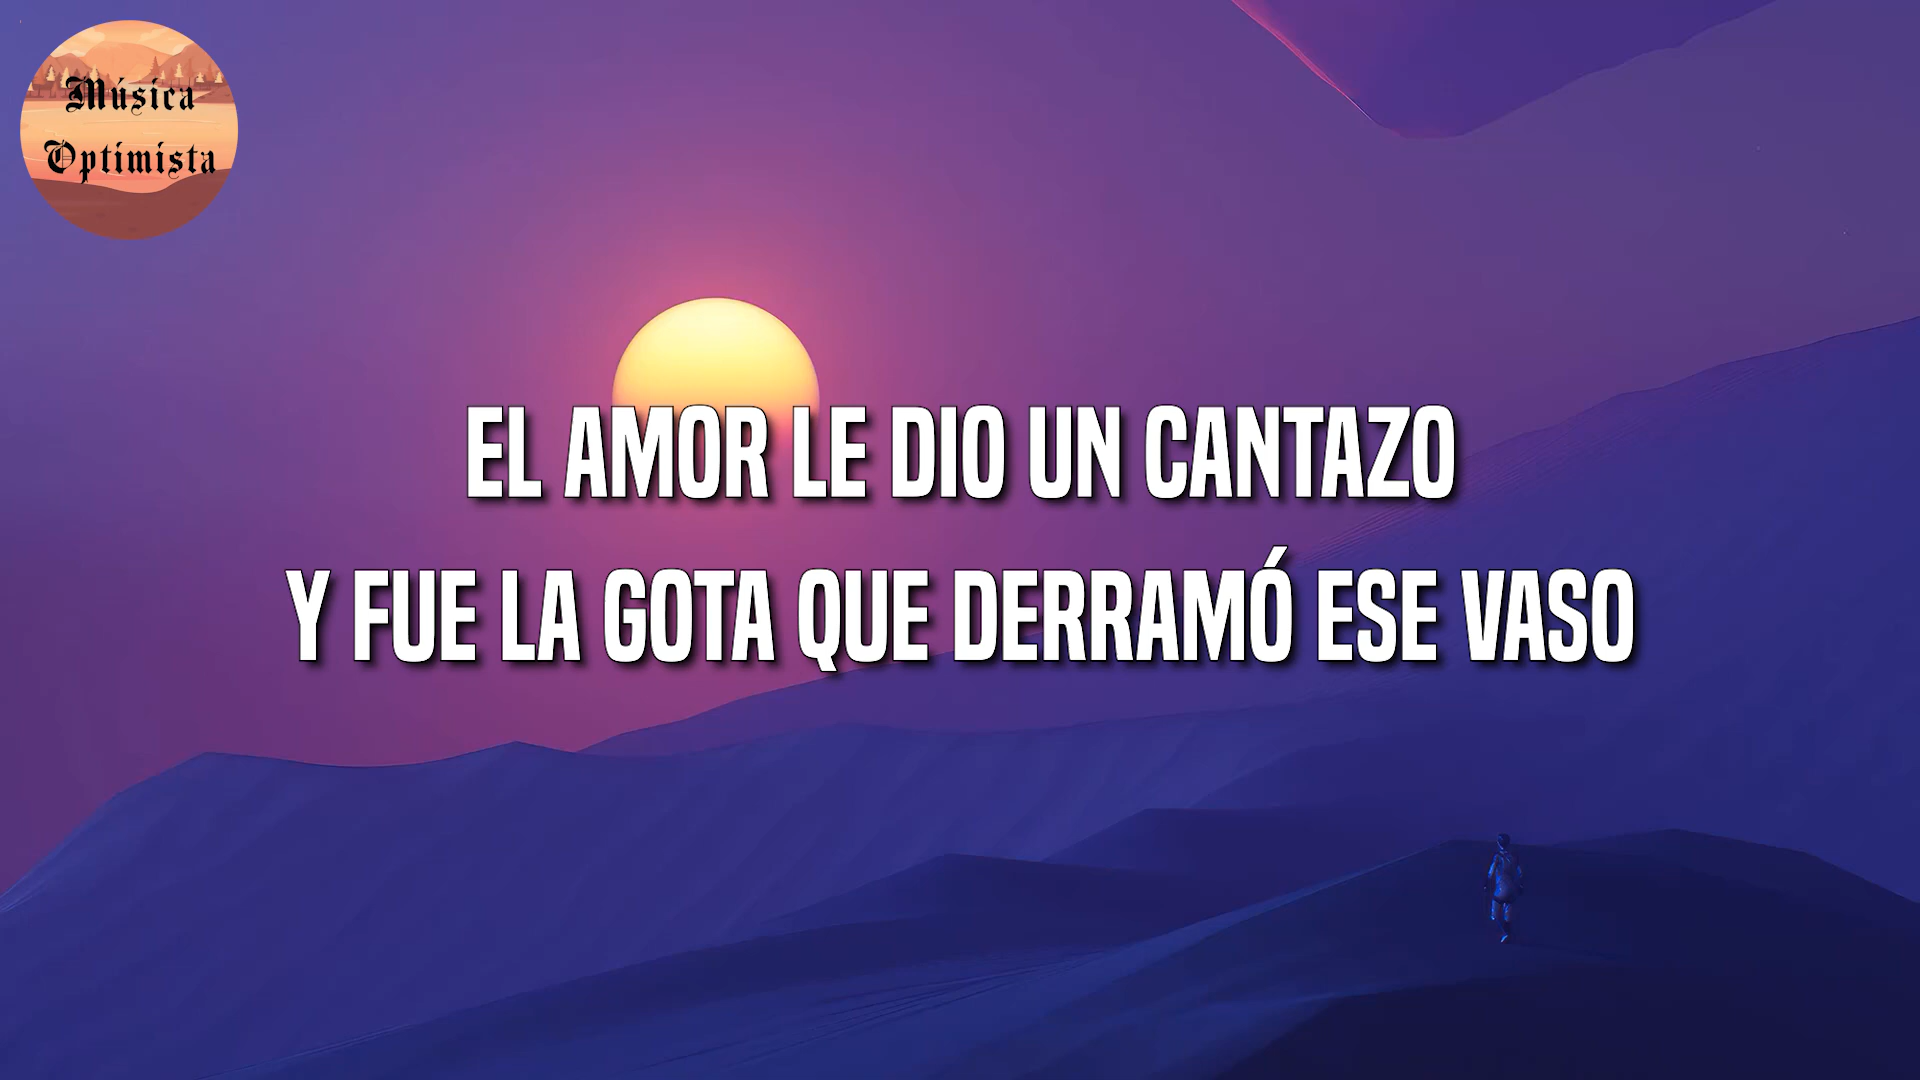 Música
Optimista
EL AMOR LE DIO UN CANTAZO
Y FUE LA GOTA QUE DERRAMÓ ESE VASO